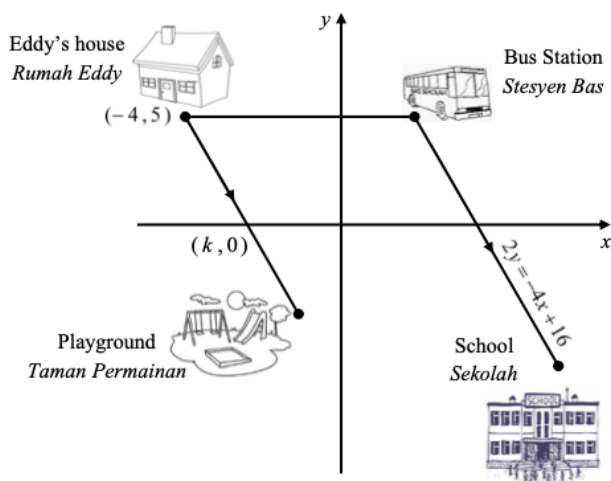 y
Eddy's house
Rumah Eddy
Bus Station
Stesyen Bas
(−4,5)
(k,0)
x
2y = −4x+16
Playground
Taman Permainan
School
Sekolah
SCHOOL